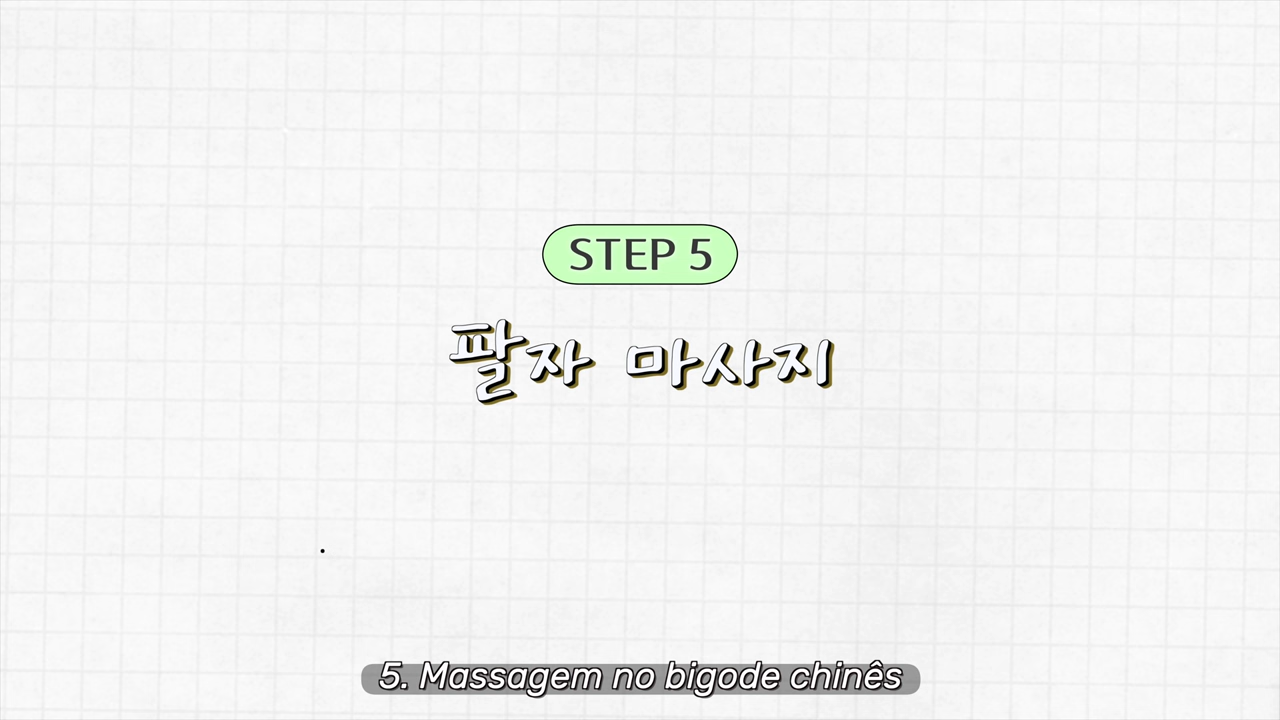 STEP 5
팔자 마사지
5. Massagem no bigode chinês